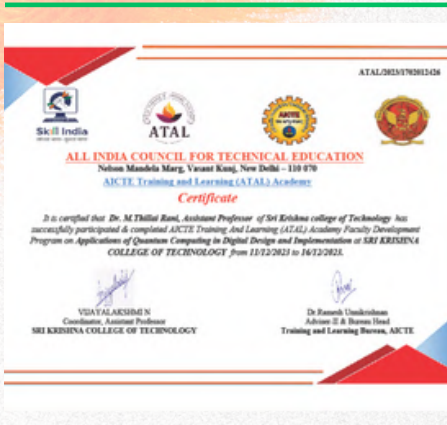 ATAL/2023/1702012426
Skill India
ATAL
AICTE
ALL INDIA COUNCIL FOR TECHNICAL EDUCATION
Nelson Mandela Marg, Vasant Kunj, New Delhi – 110 070
AICTE Training and Learning (ATAL) Academy
Certificate
It is certified that Dr. M.Thillai Rani, Assistant Professor of Sri Krishna college of Technology has
successfully participated & completed AICTE Training And Learning (ATAL) Academy Faculty Development
Program on Applications of Quantum Computing in Digital Design and Implementation at SRI KRISHNA
COLLEGE OF TECHNOLOGY from 11/12/2023 to 16/12/2023.
VIJAYALAKSHMI N
Coordinator, Assistant Professor
SRI KRISHNA COLLEGE OF TECHNOLOGY
Dr.Ramesh Unnikrishnan
Advisor-II & Bureau Head
Training and Learning Bureau, AICTE